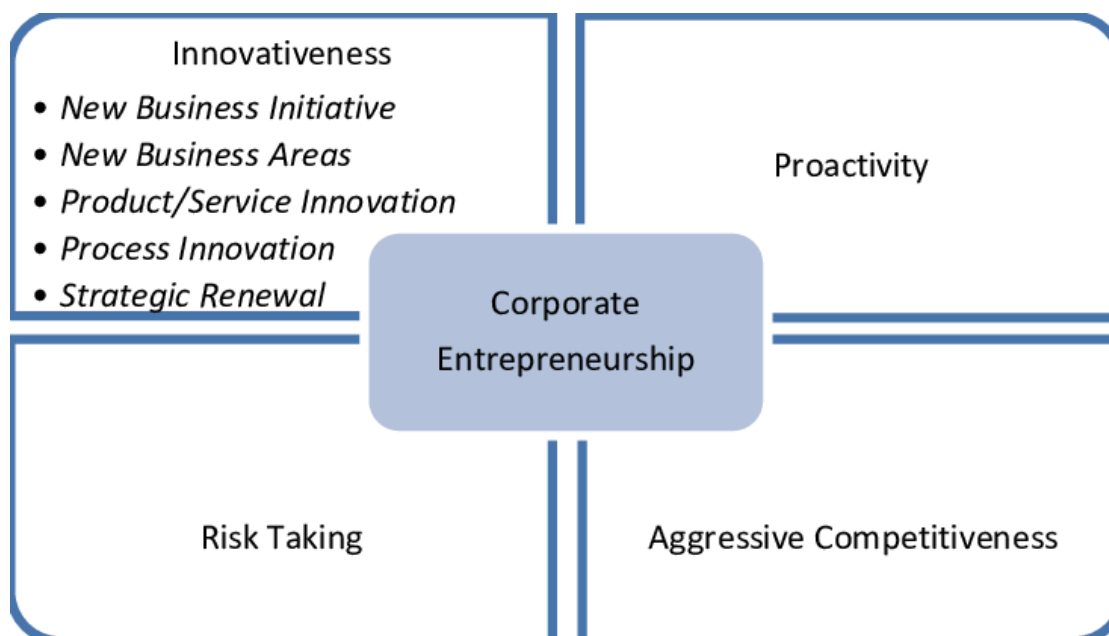 Innovativeness
• New Business Initiative
• New Business Areas
• Product/Service Innovation
• Process Innovation
• Strategic Renewal
Proactivity
Corporate
Entrepreneurship
Risk Taking
Aggressive Competitiveness